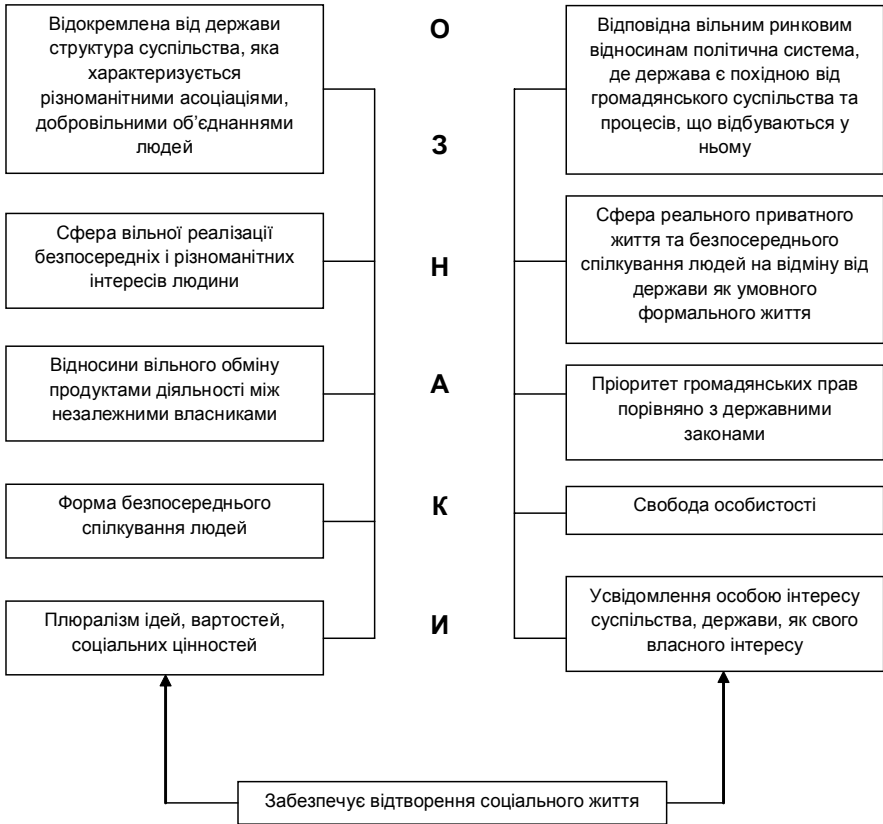 Відокремлена від держави
структура суспільства, яка
характеризується
різноманітними асоціаціями,
добровільними об’єднаннями
людей
Сфера вільної реалізації
безпосередніх і різноманітних
інтересів людини
Відносини вільного обміну
продуктами діяльності між
незалежними власниками
Форма безпосереднього
спілкування людей
Плюралізм ідей, вартостей,
соціальних цінностей
О
З
Н
А
К
И
Відповідна вільним ринковим
відносинам політична система,
де держава є похідною від
громадянського суспільства та
процесів, що відбуваються у
ньому
Сфера реального приватного
життя та безпосереднього
спілкування людей на відміну від
держави як умовного
формального життя
Пріоритет громадянських прав
порівняно з державними
законами
Свобода особистості
Усвідомлення особою інтересу
суспільства, держави, як свого
власного інтересу
Забезпечує відтворення соціального життя